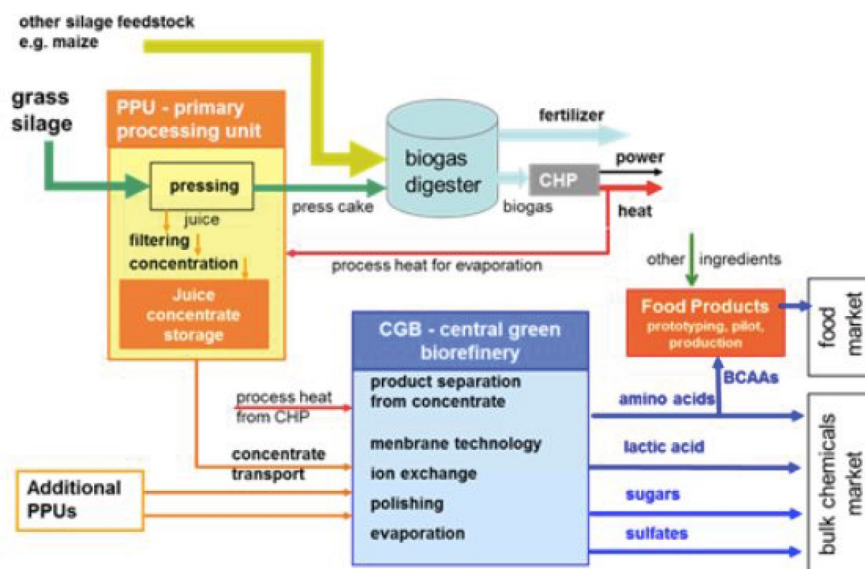 other silage feedstock
e.g. maize
grass
silage
PPU - primary
processing unit
pressing
juice
filtering
concentration
Juice
concentrate
storage
press cake
biogas
digester
biogas
fertilizer
CHP
power
heat
process heat for evaporation
other ingredients
Food Products
prototyping, pilot,
production
food
market
CGB - central green
biorefinery
product separation
from concentrate
menbrane technology
ion exchange
polishing
evaporation
process heat
from CHP
concentrate
transport
Additional
PPUs
BCAAs
amino acids
lactic acid
sugars
sulfates
bulk chemicals
market